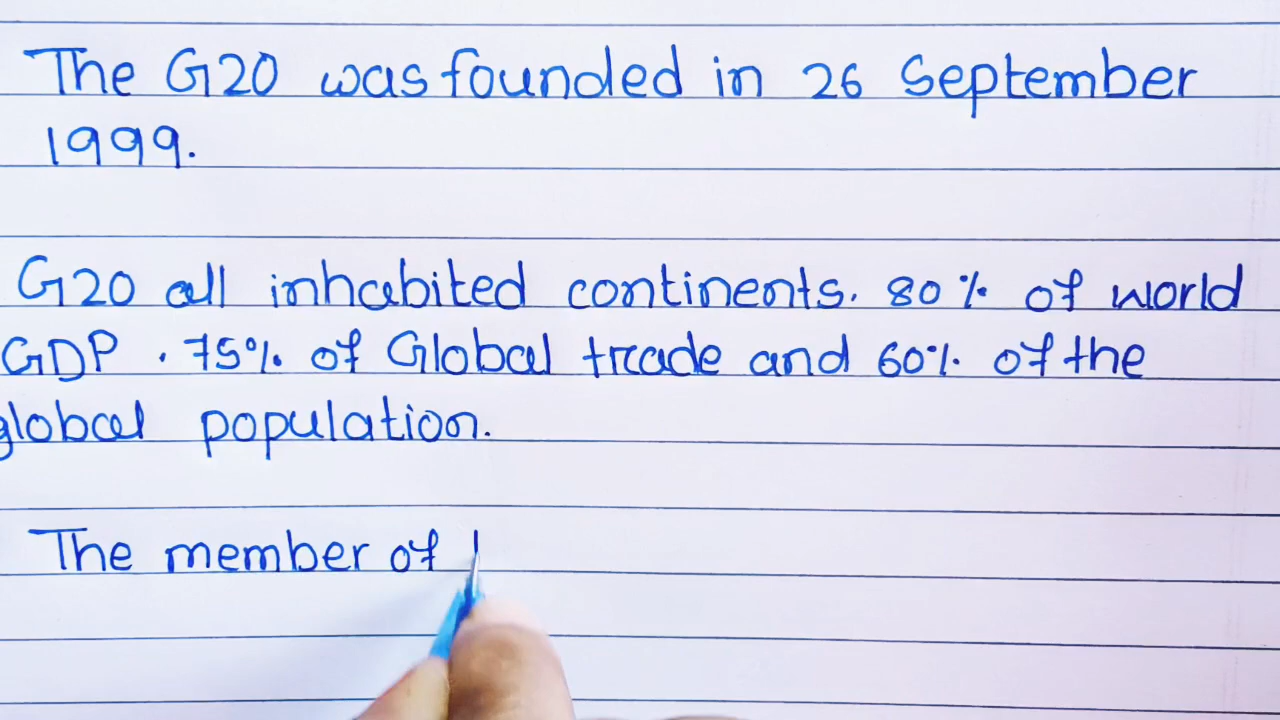 The G20 was founded in 26 September
1999.
G20 all inhabited continents. 80% of world
GDP . 75% of Global trade and 60% of the
global population.
The member of